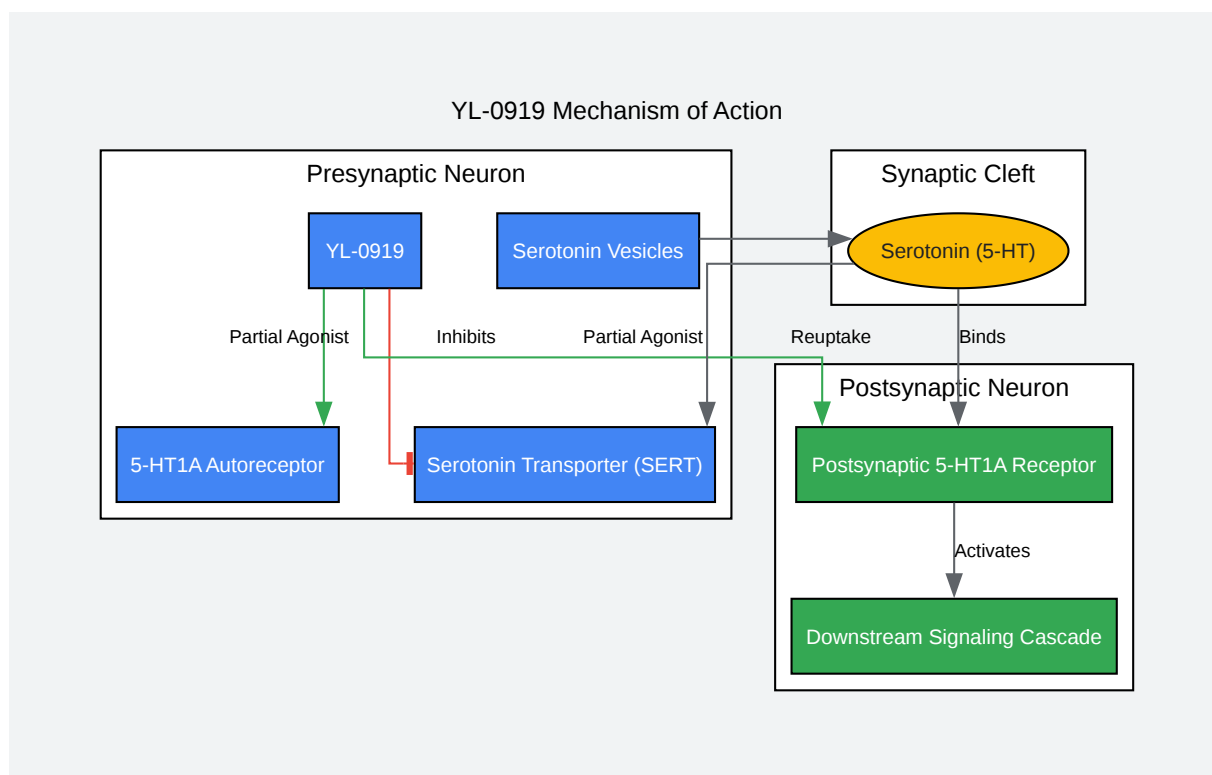 YL-0919 Mechanism of Action
Presynaptic Neuron
Synaptic Cleft
YL-0919
Serotonin Vesicles
Serotonin (5-HT)
Partial Agonist
Inhibits
Partial Agonist
Reuptake
Binds
Postsynaptic Neuron
5-HT1A Autoreceptor
Serotonin Transporter (SERT)
Postsynaptic 5-HT1A Receptor
Activates
Downstream Signaling Cascade